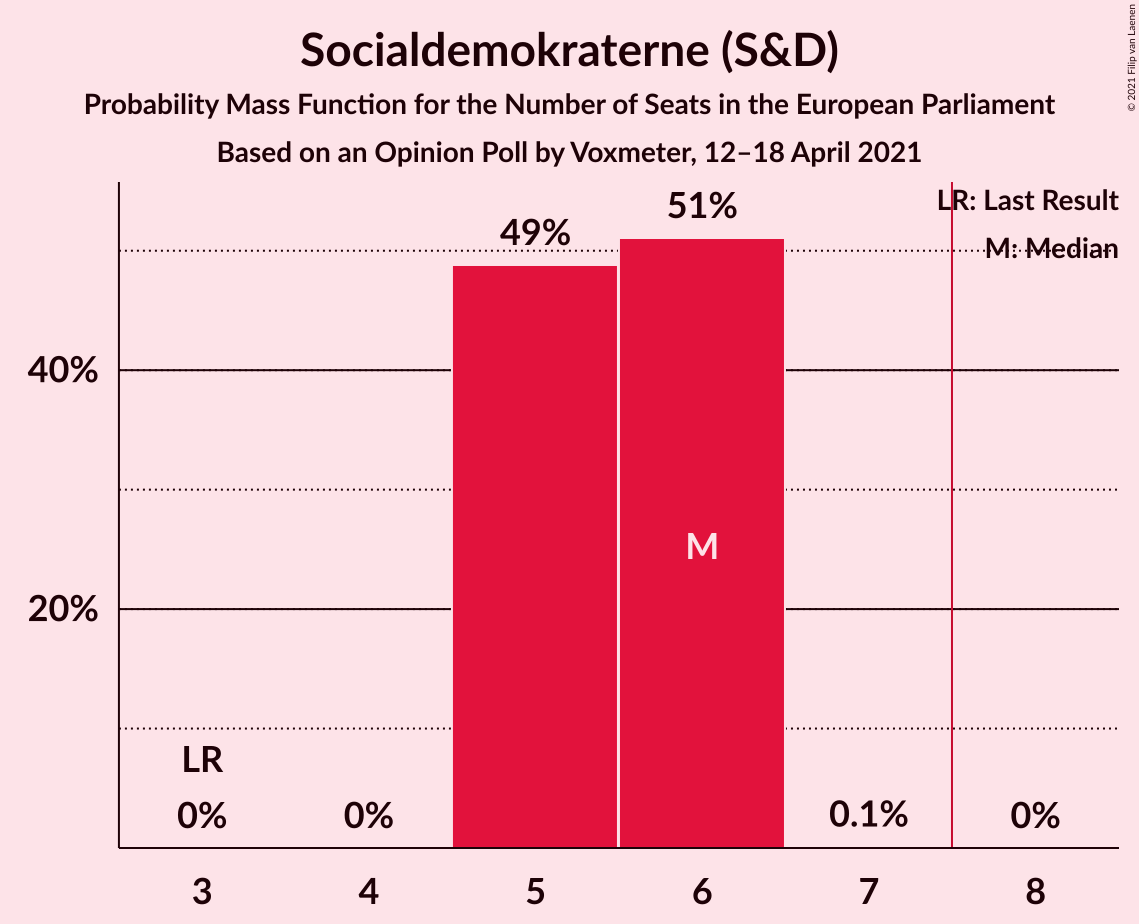 Socialdemokraterne (S&D)
Probability Mass Function for the Number of Seats in the European Parliament
Based on an Opinion Poll by Voxmeter, 12–18 April 2021
© 2021 Filip van Laenen
LR: Last Result
M: Median
49%
51%
40%
20%
M
LR
0%
0%
0.1%
0%
3
4
5
6
7
8